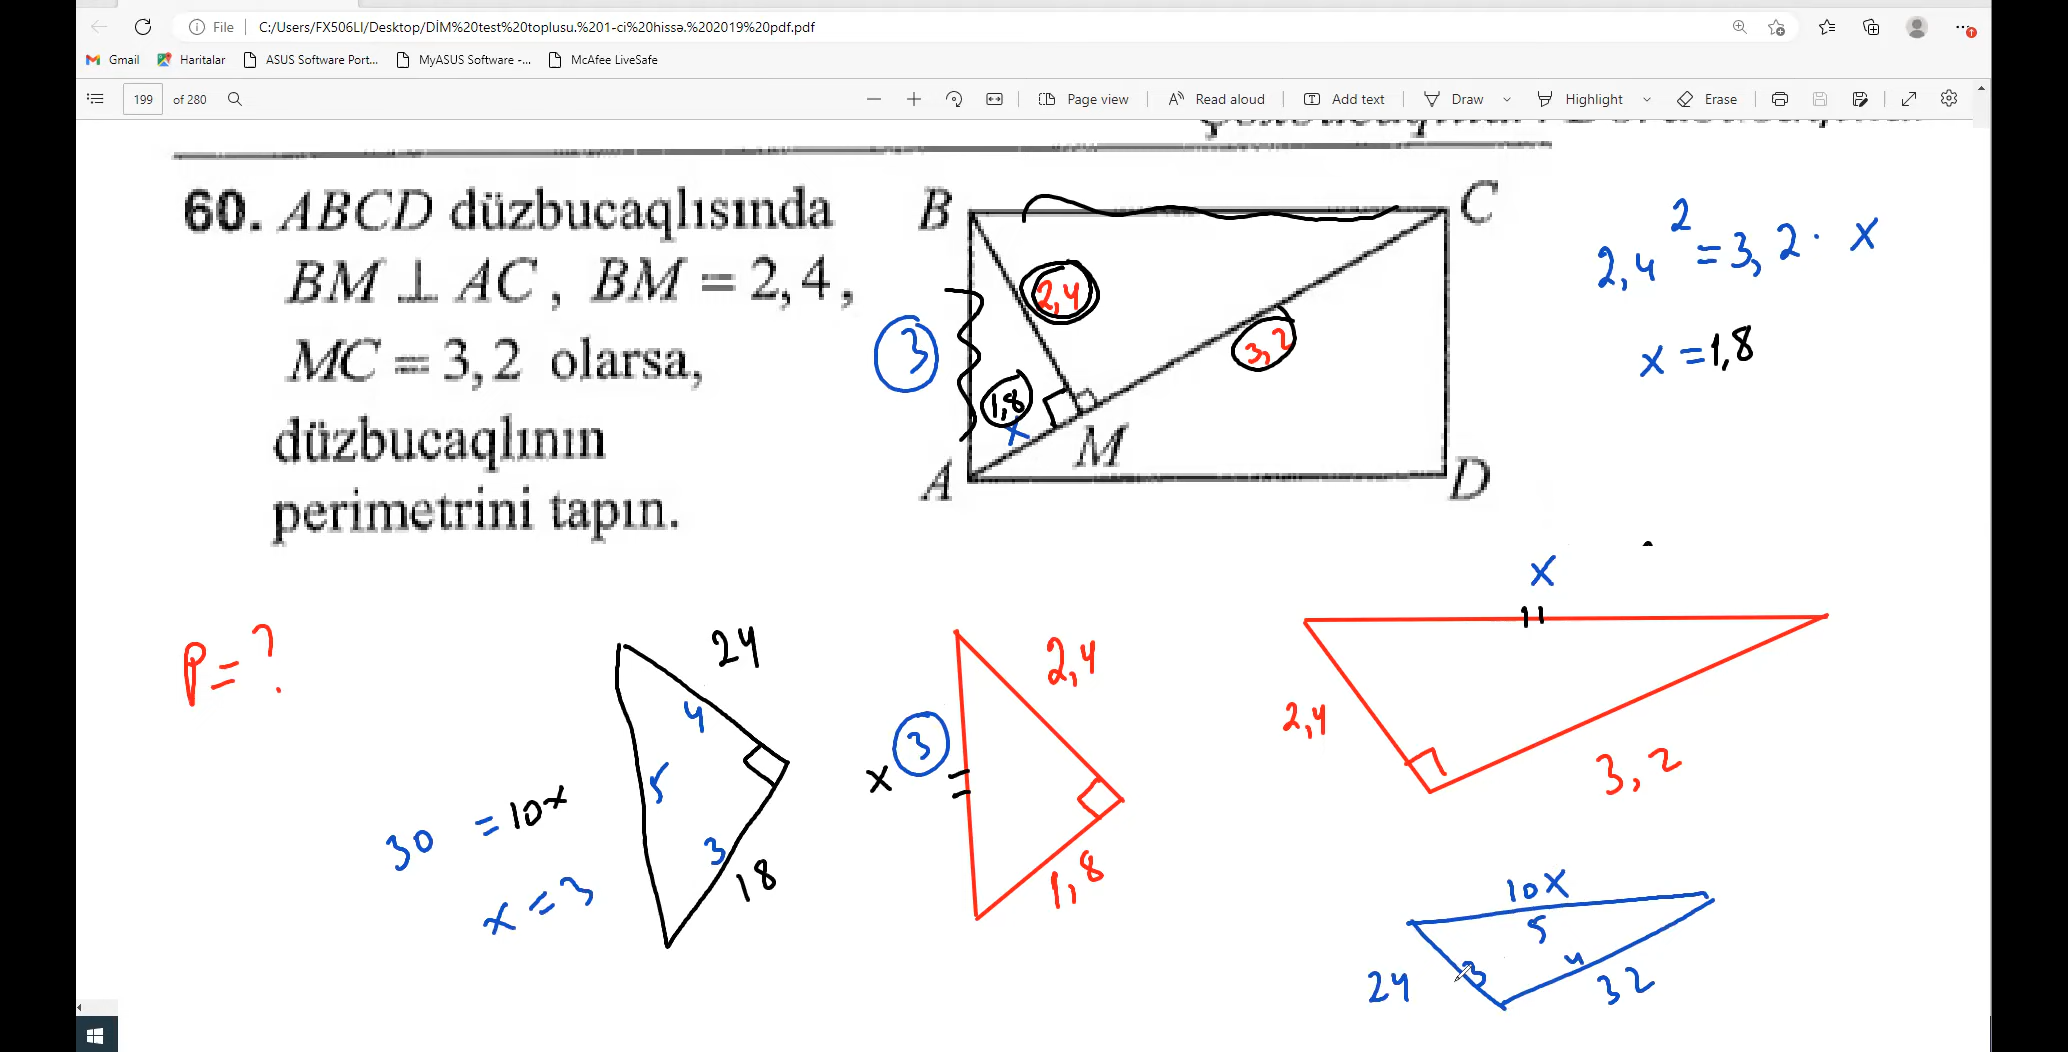 File C:/Users/FX506LI/Desktop/DİM%20test%20toplusu.%201-ci%20hissə.%202019%20pdf.pdf
Gmail Haritalar ASUS Software Port... MyASUS Software -... McAfee LiveSafe
199 of 280 Page view Read aloud Add text Draw Highlight Erase
60. ABCD düzbucaqlısında
BM ⊥ AC, BM = 2,4,
MC = 3,2 olarsa,
düzbucaqlının
perimetrini tapın.
B C
2,4
3
3,2
1,8
x
M
A D
2,4² = 3,2 · x
x = 1,8
P = ?
24
4
5
3
18
30 = 10x
x = 3
2,4
3
x
1,8
x
2,4
3,2
10x
5
24 3 4 32